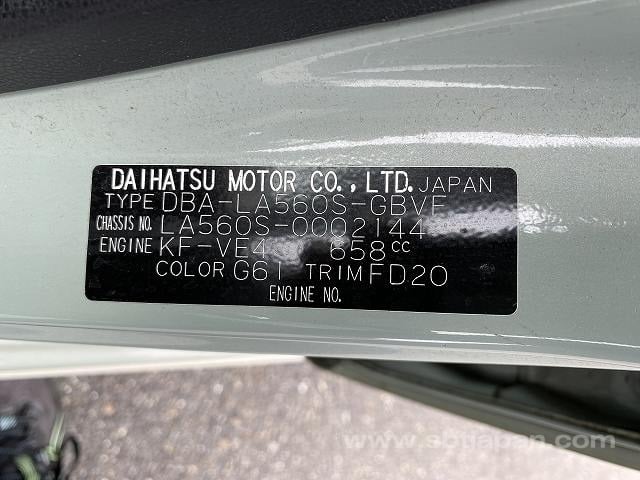 DAIHATSU MOTOR CO., LTD. JAPAN
TYPE DBA-LA560S-GBVF
CHASSIS NO. LA560S-0002144
ENGINE KF-VE4 658cc
COLOR G61 TRIM FD20
ENGINE NO.
www.sbtjapan.com